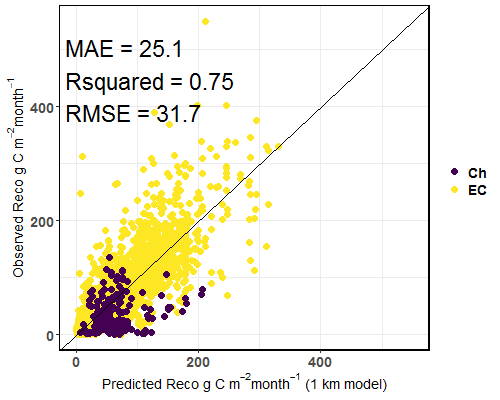 MAE = 25.1
Rsquared = 0.75
RMSE = 31.7
Observed Reco g C m⁻²month⁻¹
400
200
0
0 200 400
Predicted Reco g C m⁻²month⁻¹ (1 km model)
Ch
EC